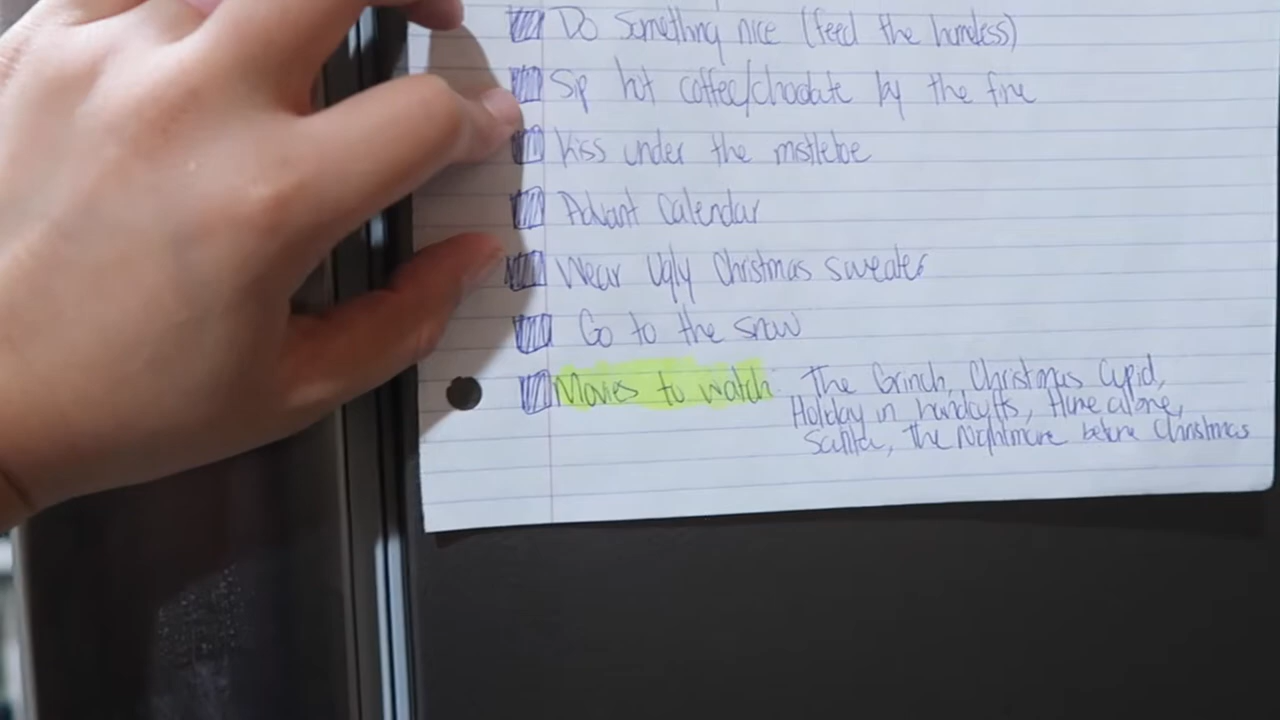 Do Something nice (feed the homeless)
Sip hot coffee/chocolate by the fire
Kiss under the mistletoe
Advant Calendar
Wear Ugly Christmas sweater
Go to the snow
Movies to watch: The Grinch, Christmas Cupid,
Holiday in handcuffs, Home alone,
Santa, the Nightmare before Christmas